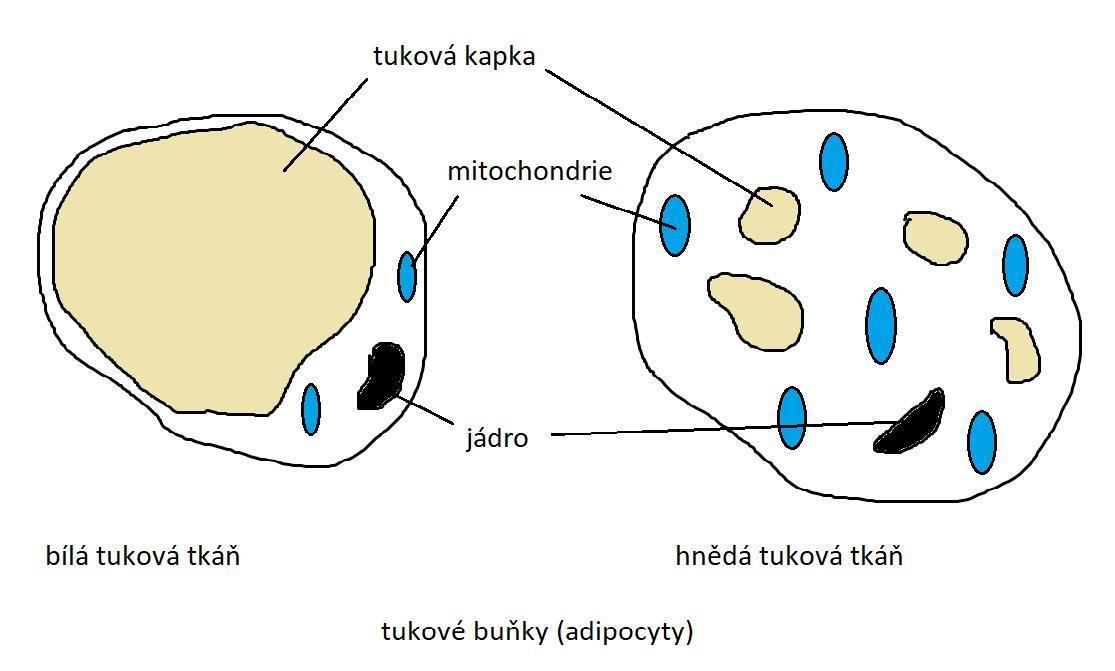 tuková kapka
mitochondrie
jádro
bílá tuková tkáň
hnědá tuková tkáň
tukové buňky (adipocyty)